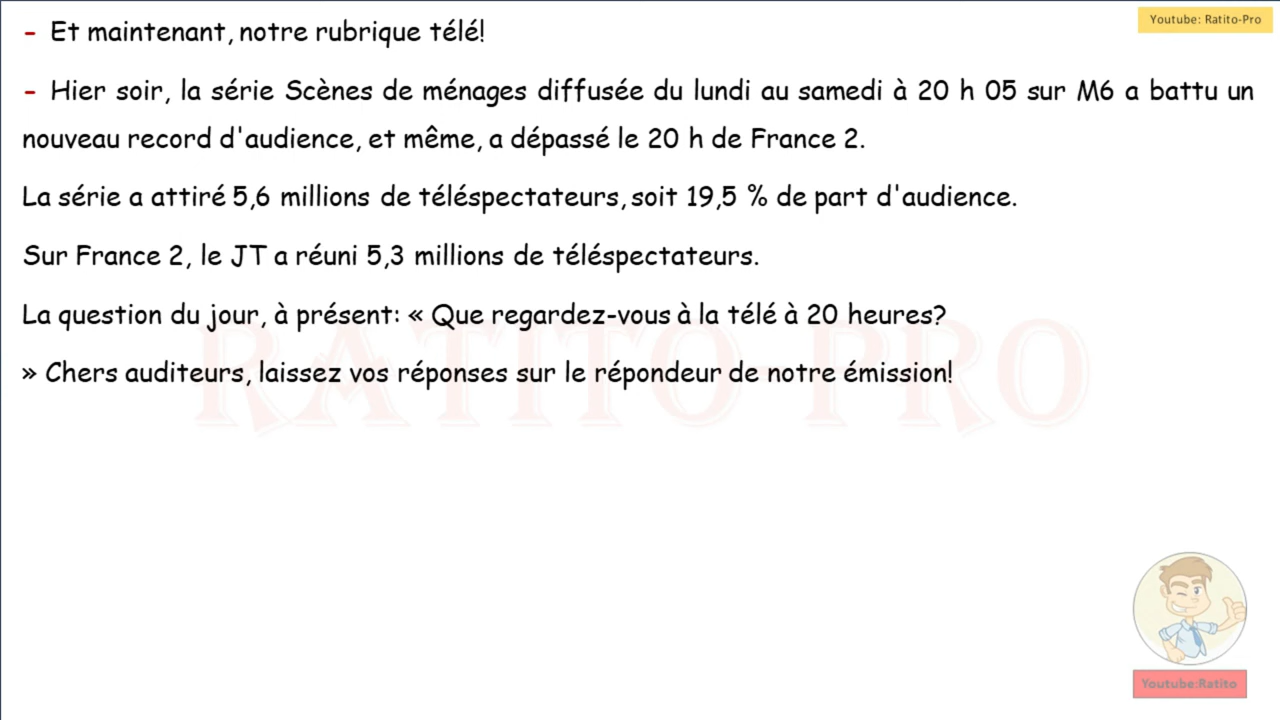 - Et maintenant, notre rubrique télé!
Youtube: Ratito-Pro
- Hier soir, la série Scènes de ménages diffusée du lundi au samedi à 20 h 05 sur M6 a battu un
nouveau record d'audience, et même, a dépassé le 20 h de France 2.
La série a attiré 5,6 millions de téléspectateurs, soit 19,5 % de part d'audience.
Sur France 2, le JT a réuni 5,3 millions de téléspectateurs.
La question du jour, à présent: « Que regardez-vous à la télé à 20 heures?
» Chers auditeurs, laissez vos réponses sur le répondeur de notre émission!
RATITO PRO
Youtube:Ratito